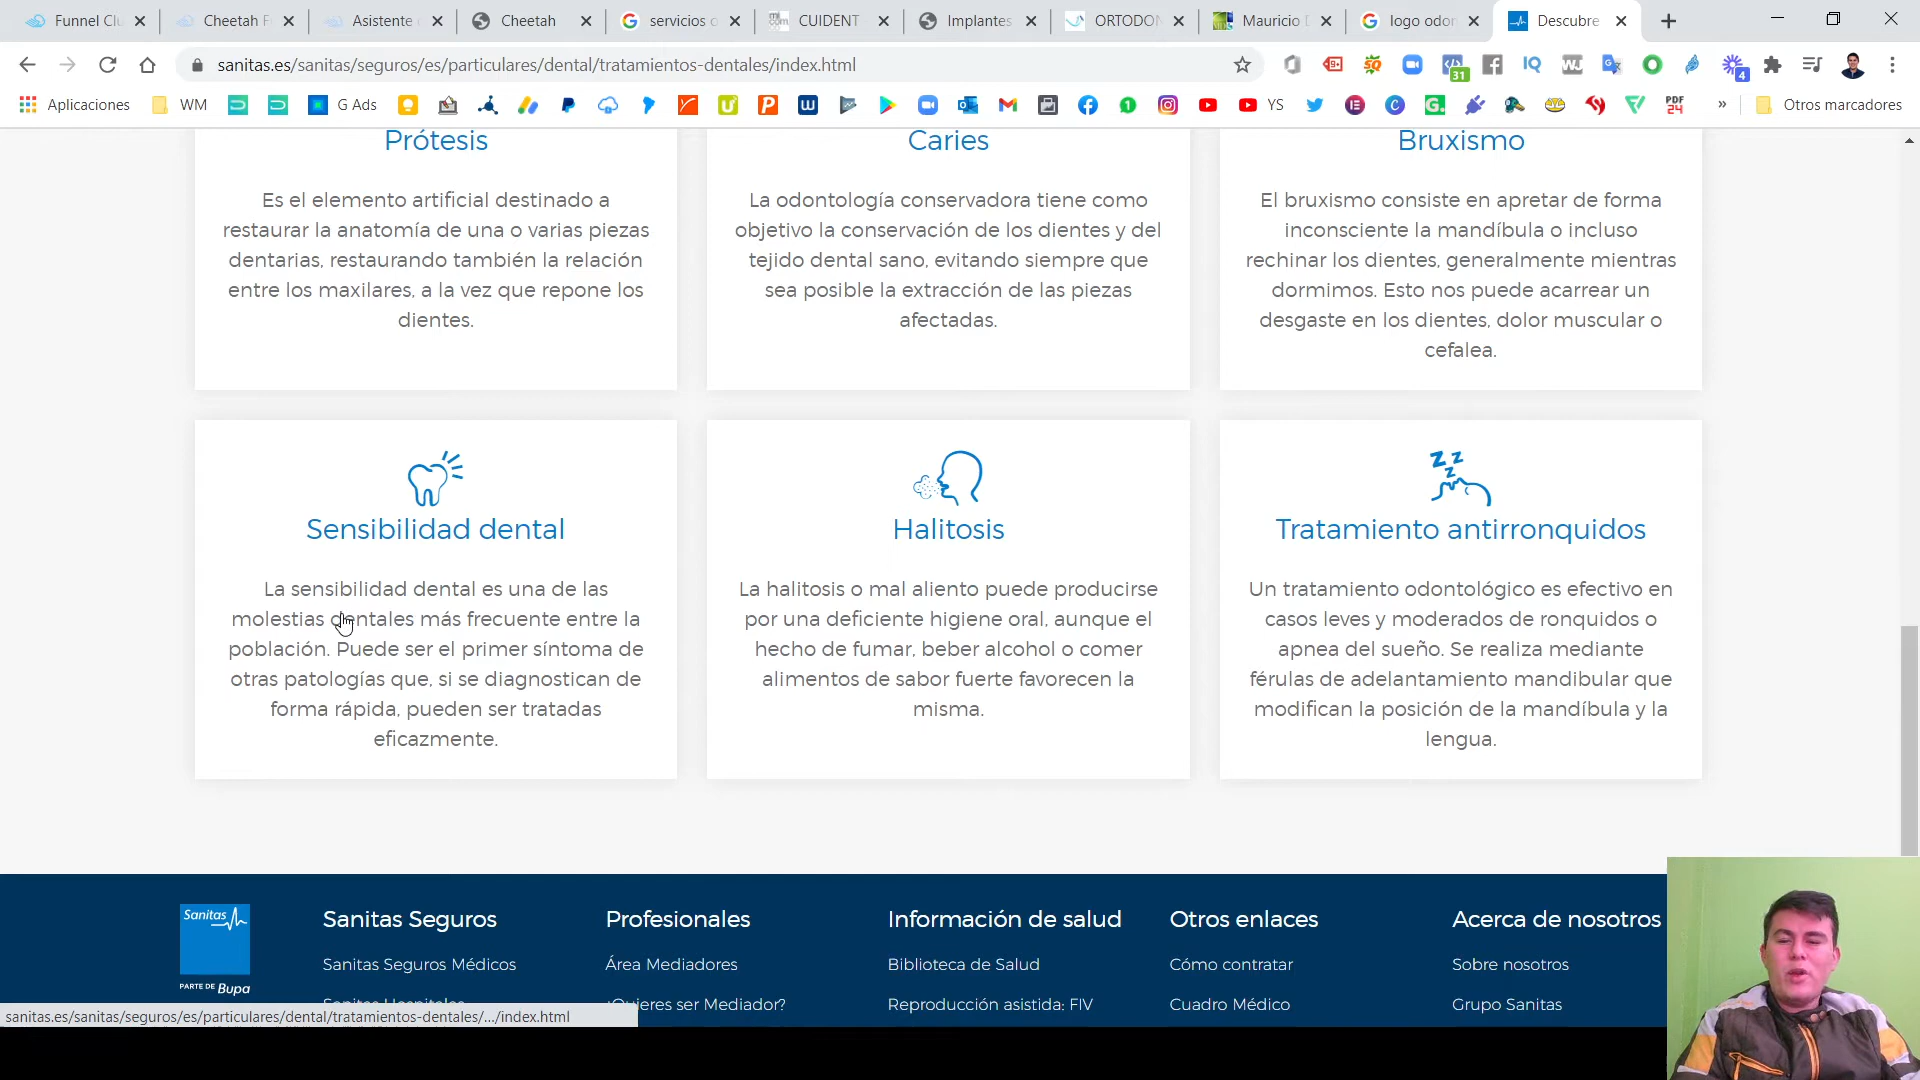 Funnel Clu
Cheetah F
Asistente
Cheetah
servicios o
CUIDENT
Implantes
ORTODON
Mauricio D
logo odon
Descubre
sanitas.es/sanitas/seguros/es/particulares/dental/tratamientos-dentales/index.html
Aplicaciones
WM
G Ads
YS
»
Otros marcadores
Prótesis
Es el elemento artificial destinado a
restaurar la anatomía de una o varias piezas
dentarias, restaurando también la relación
entre los maxilares, a la vez que repone los
dientes.
Caries
La odontología conservadora tiene como
objetivo la conservación de los dientes y del
tejido dental sano, evitando siempre que
sea posible la extracción de las piezas
afectadas.
Bruxismo
El bruxismo consiste en apretar de forma
inconsciente la mandíbula o incluso
rechinar los dientes, generalmente mientras
dormimos. Esto nos puede acarrear un
desgaste en los dientes, dolor muscular o
cefalea.
Sensibilidad dental
La sensibilidad dental es una de las
molestias dentales más frecuente entre la
población. Puede ser el primer síntoma de
otras patologías que, si se diagnostican de
forma rápida, pueden ser tratadas
eficazmente.
Halitosis
La halitosis o mal aliento puede producirse
por una deficiente higiene oral, aunque el
hecho de fumar, beber alcohol o comer
alimentos de sabor fuerte favorecen la
misma.
Tratamiento antirronquidos
Un tratamiento odontológico es efectivo en
casos leves y moderados de ronquidos o
apnea del sueño. Se realiza mediante
férulas de adelantamiento mandibular que
modifican la posición de la mandíbula y la
lengua.
Sanitas
PARTE DE Bupa
Sanitas Seguros
Sanitas Seguros Médicos
Sanitas Hospitales
Profesionales
Área Mediadores
¿Quieres ser Mediador?
Información de salud
Biblioteca de Salud
Reproducción asistida: FIV
Otros enlaces
Cómo contratar
Cuadro Médico
Acerca de nosotros
Sobre nosotros
Grupo Sanitas
sanitas.es/sanitas/seguros/es/particulares/dental/tratamientos-dentales/.../index.html